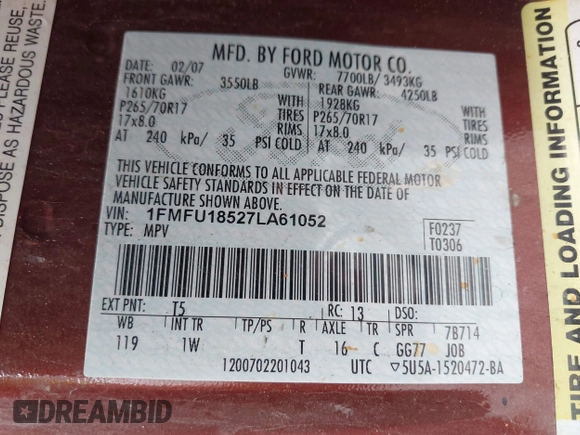 S PLEASE REUSE,
DISPOSE AS HAZARDOUS WASTE.
MFD. BY FORD MOTOR CO.
DATE: 02/07 GVWR: 7700LB/ 3493KG
FRONT GAWR: 3550LB REAR GAWR: 4250LB
1610KG 1928KG
P265/70R17 TIRES P265/70R17 TIRES
17x8.0 RIMS 17x8.0 RIMS
AT 240 kPa/ 35 PSI COLD AT 240 kPa/ 35 PSI COLD
THIS VEHICLE CONFORMS TO ALL APPLICABLE FEDERAL MOTOR
VEHICLE SAFETY STANDARDS IN EFFECT ON THE DATE OF
MANUFACTURE SHOWN ABOVE.
VIN: 1FMFU18527LA61052
TYPE: MPV
F0237
T0306
EXT PNT: T5 RC: 13 DSO:
WB INT TR TP/PS R AXLE TR SPR 7B714
119 1W T 16 C GG77 JOB
1200702201043 UTC ▽5U5A-1520472-BA
TIRE AND LOADING INFORMATION
DREAMBID